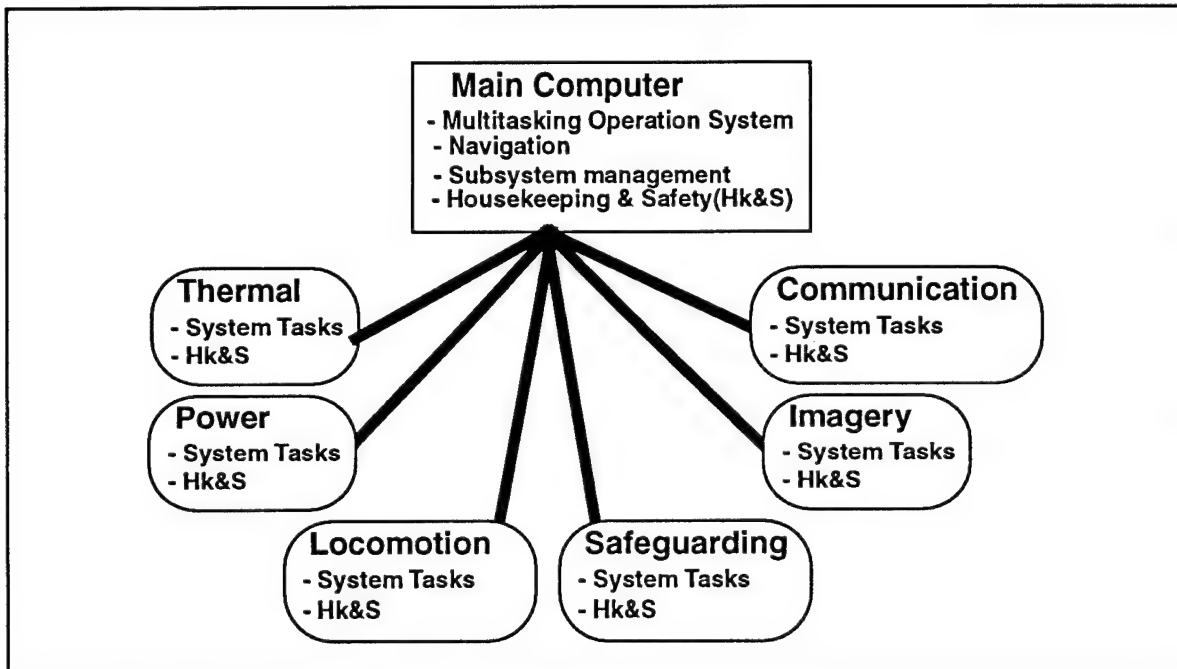 Main Computer
- Multitasking Operation System
- Navigation
- Subsystem management
- Housekeeping & Safety(Hk&S)
Thermal
- System Tasks
- Hk&S
Communication
- System Tasks
- Hk&S
Power
- System Tasks
- Hk&S
Imagery
- System Tasks
- Hk&S
Locomotion
- System Tasks
- Hk&S
Safeguarding
- System Tasks
- Hk&S